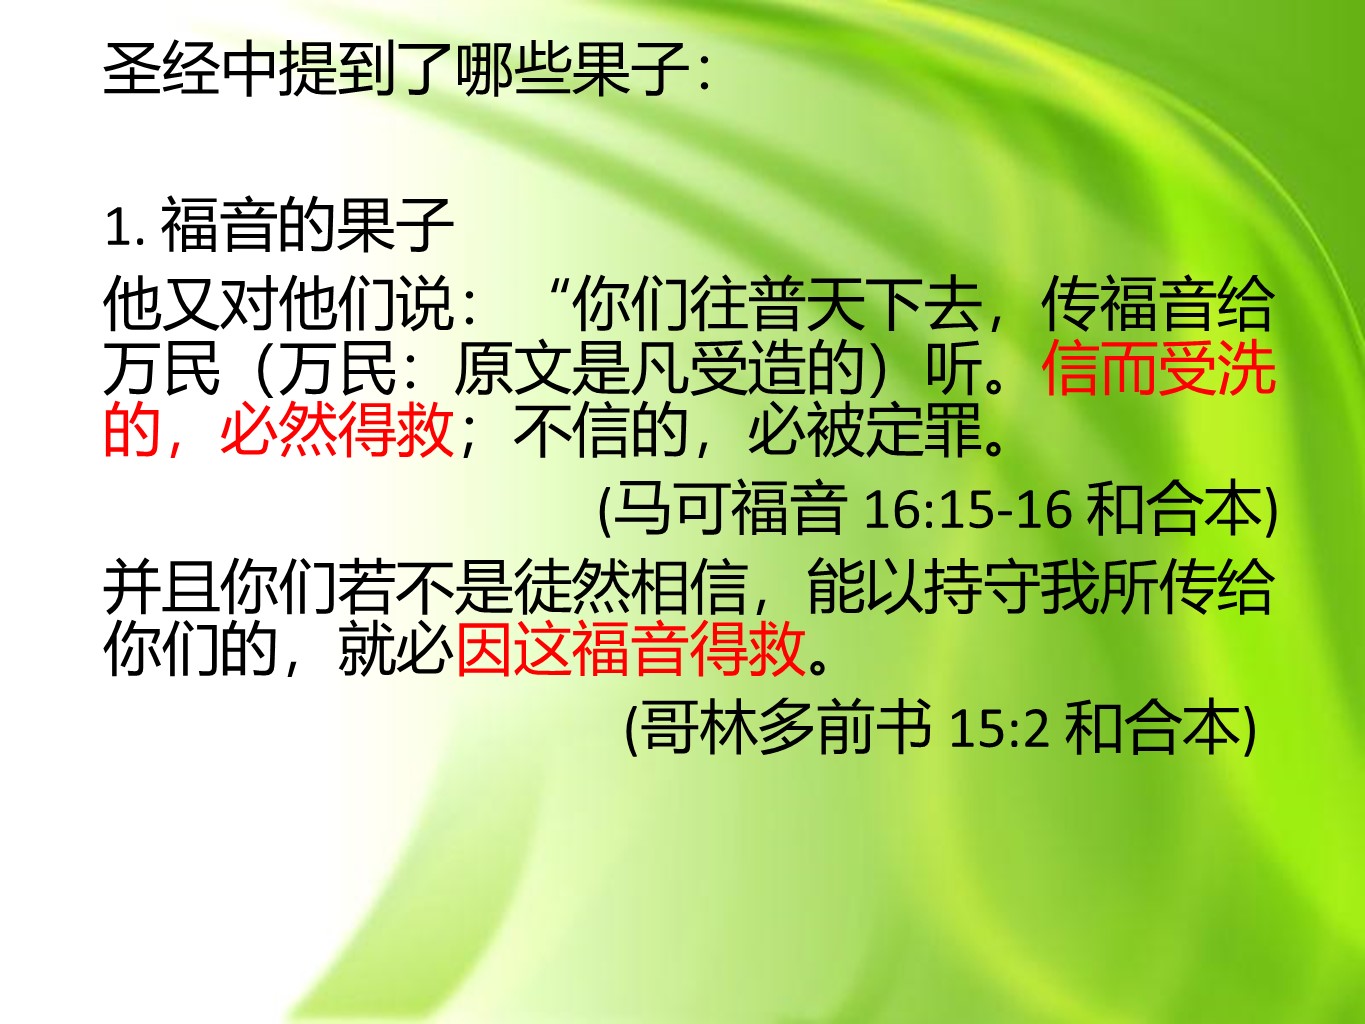 圣经中提到了哪些果子：
1. 福音的果子
他又对他们说：“你们往普天下去，传福音给
万民（万民：原文是凡受造的）听。信而受洗
的，必然得救；不信的，必被定罪。
(马可福音 16:15-16 和合本)
并且你们若不是徒然相信，能以持守我所传给
你们的，就必因这福音得救。
(哥林多前书 15:2 和合本)